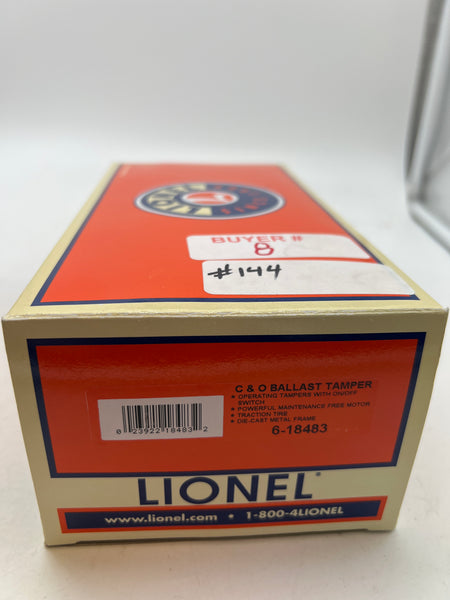 BUYER #
8
#144
C & O BALLAST TAMPER
• OPERATING TAMPERS WITH ON/OFF
SWITCH
• POWERFUL MAINTENANCE FREE MOTOR
• TRACTION TIRE
• DIE-CAST METAL FRAME
6-18483
0 23922 18483 2
LIONEL®
www.lionel.com • 1-800-4LIONEL